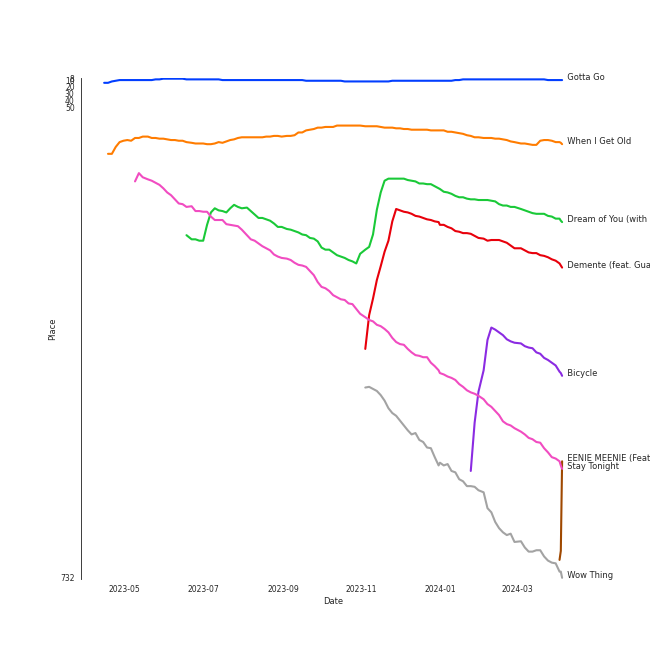 8
10
20
30
40
50
732
Place
Gotta Go
When I Get Old
Dream of You (with
Demente (feat. Gua
Bicycle
EENIE MEENIE (Feat
Stay Tonight
Wow Thing
2023-05
2023-07
2023-09
2023-11
2024-01
2024-03
Date